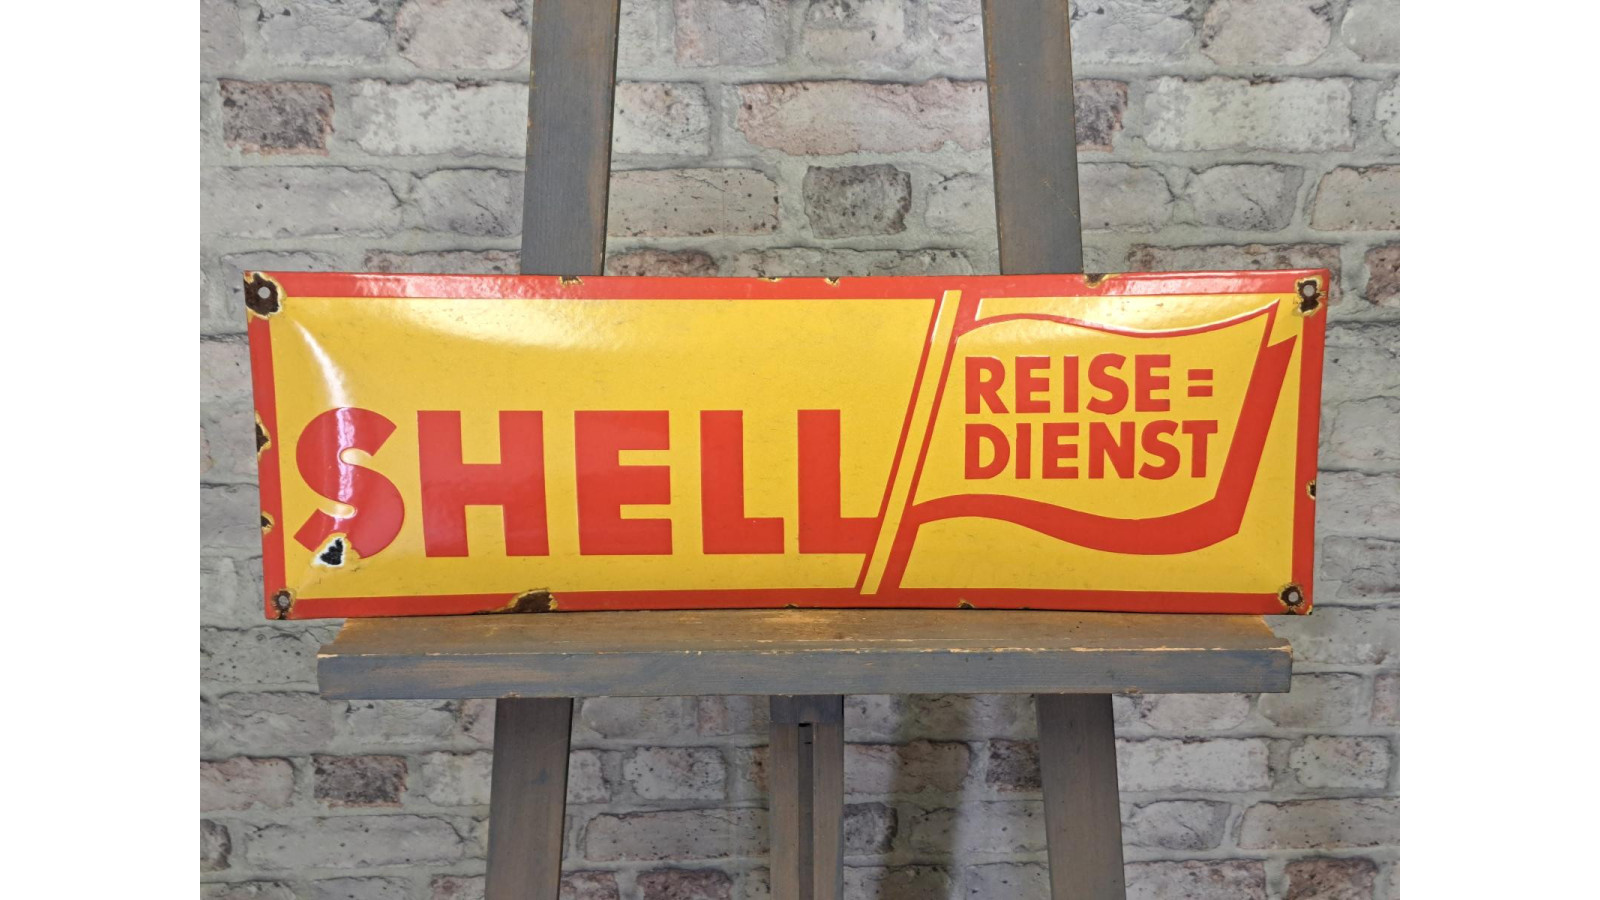 SHELL
REISE=
DIENST